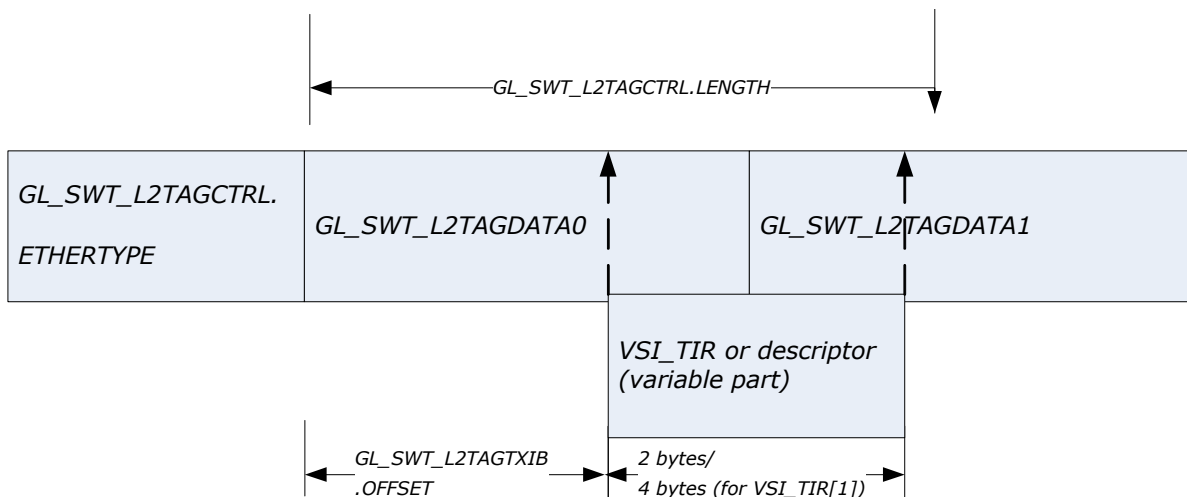 GL_SWT_L2TAGCTRL.LENGTH
GL_SWT_L2TAGCTRL.
ETHERTYPE
GL_SWT_L2TAGDATA0
GL_SWT_L2TAGDATA1
VSI_TIR or descriptor
(variable part)
GL_SWT_L2TAGTXIB
.OFFSET
2 bytes/
4 bytes (for VSI_TIR[1])